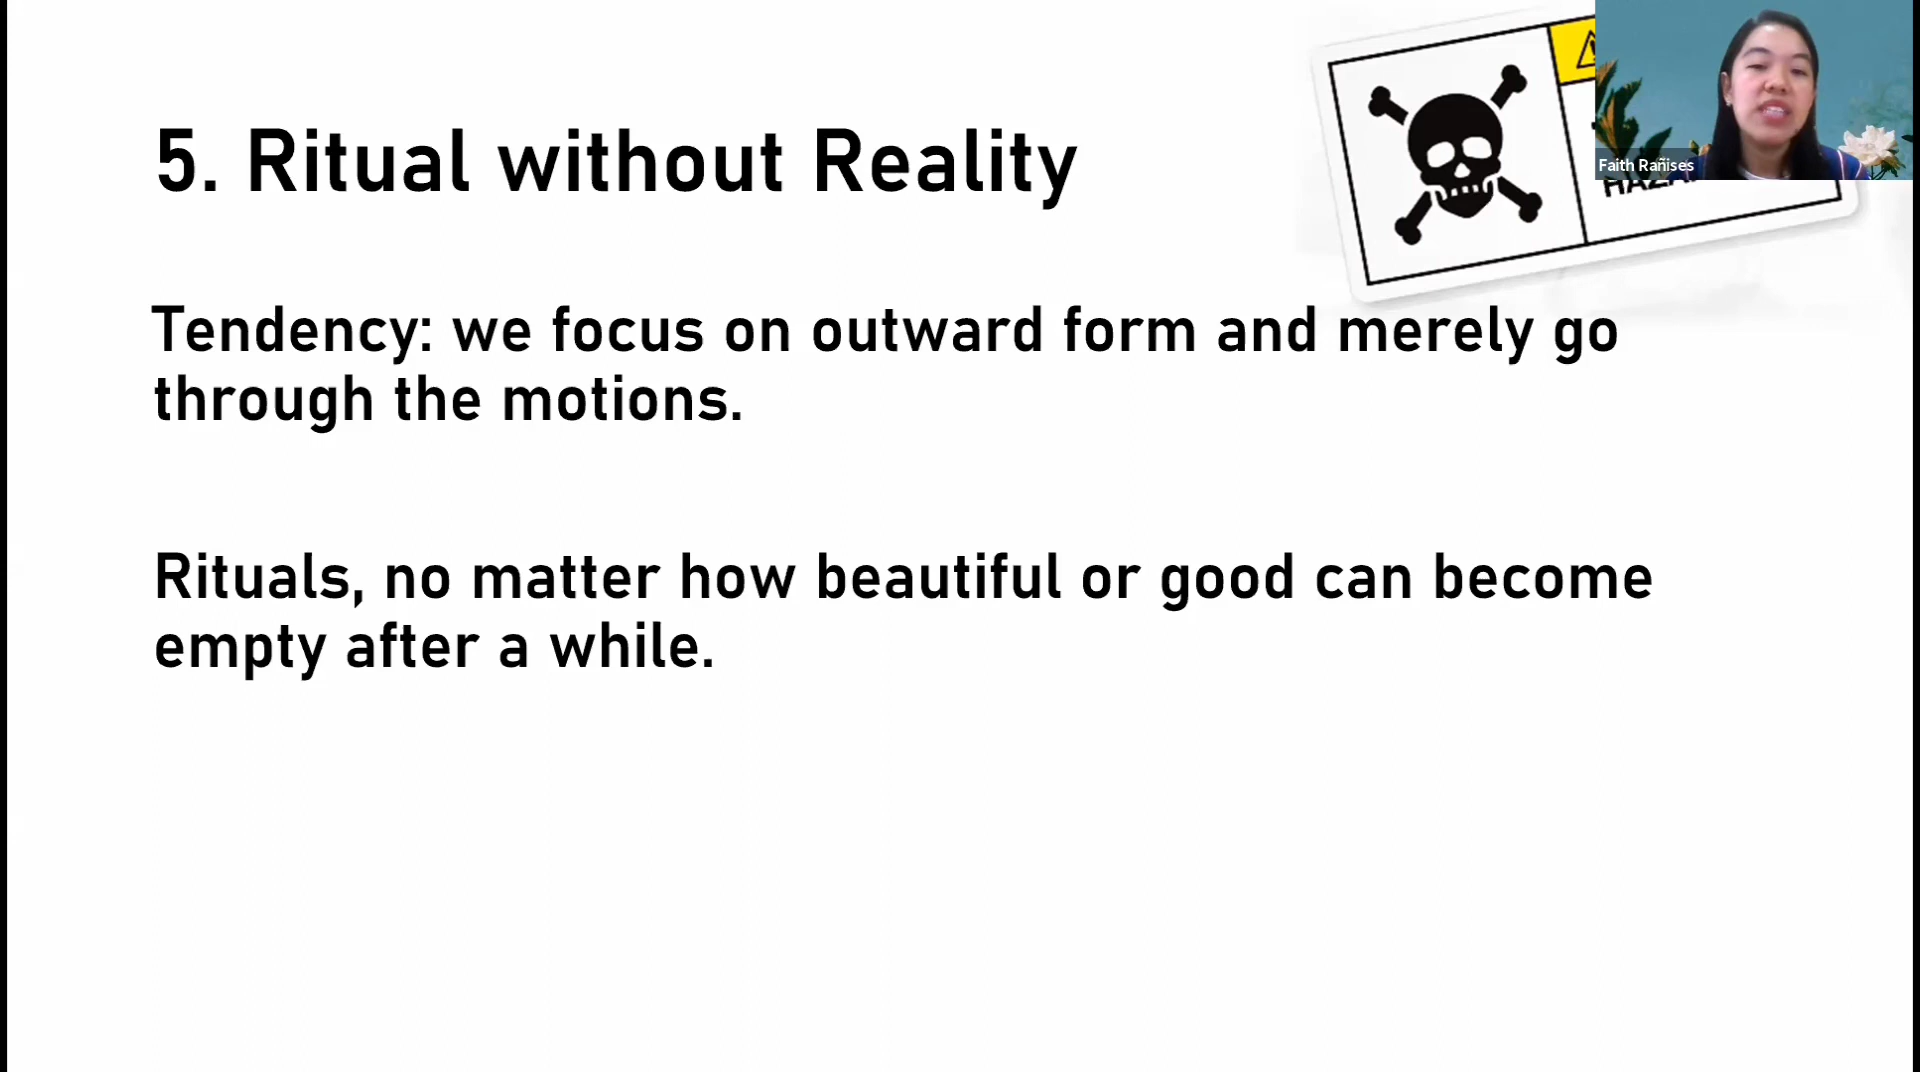 5. Ritual without Reality
Faith Rañises
Tendency: we focus on outward form and merely go
through the motions.
Rituals, no matter how beautiful or good can become
empty after a while.